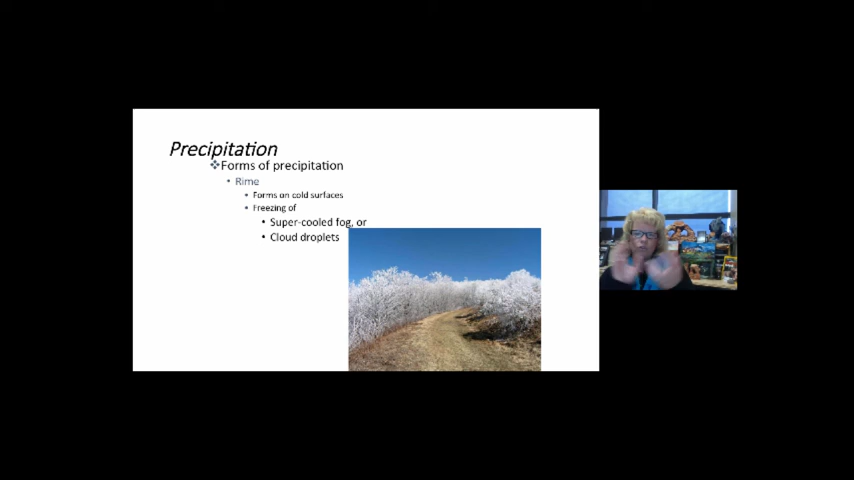 Precipitation
❖Forms of precipitation
• Rime
• Forms on cold surfaces
• Freezing of
• Super-cooled fog, or
• Cloud droplets